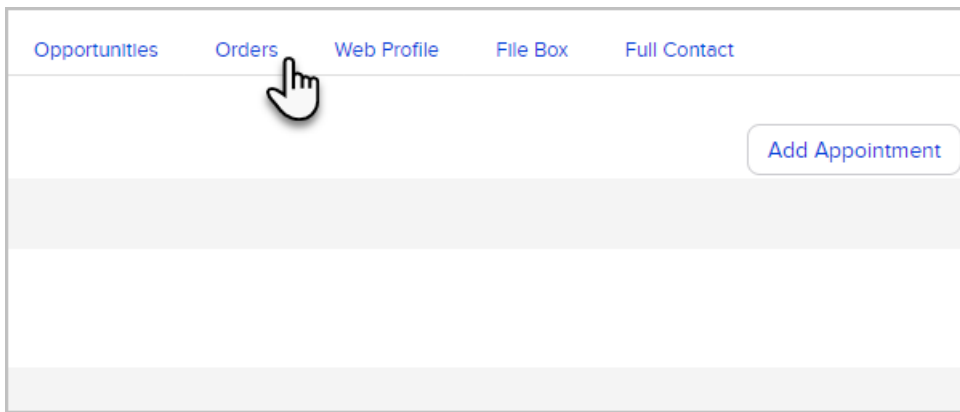 Opportunities Orders Web Profile File Box Full Contact
Add Appointment